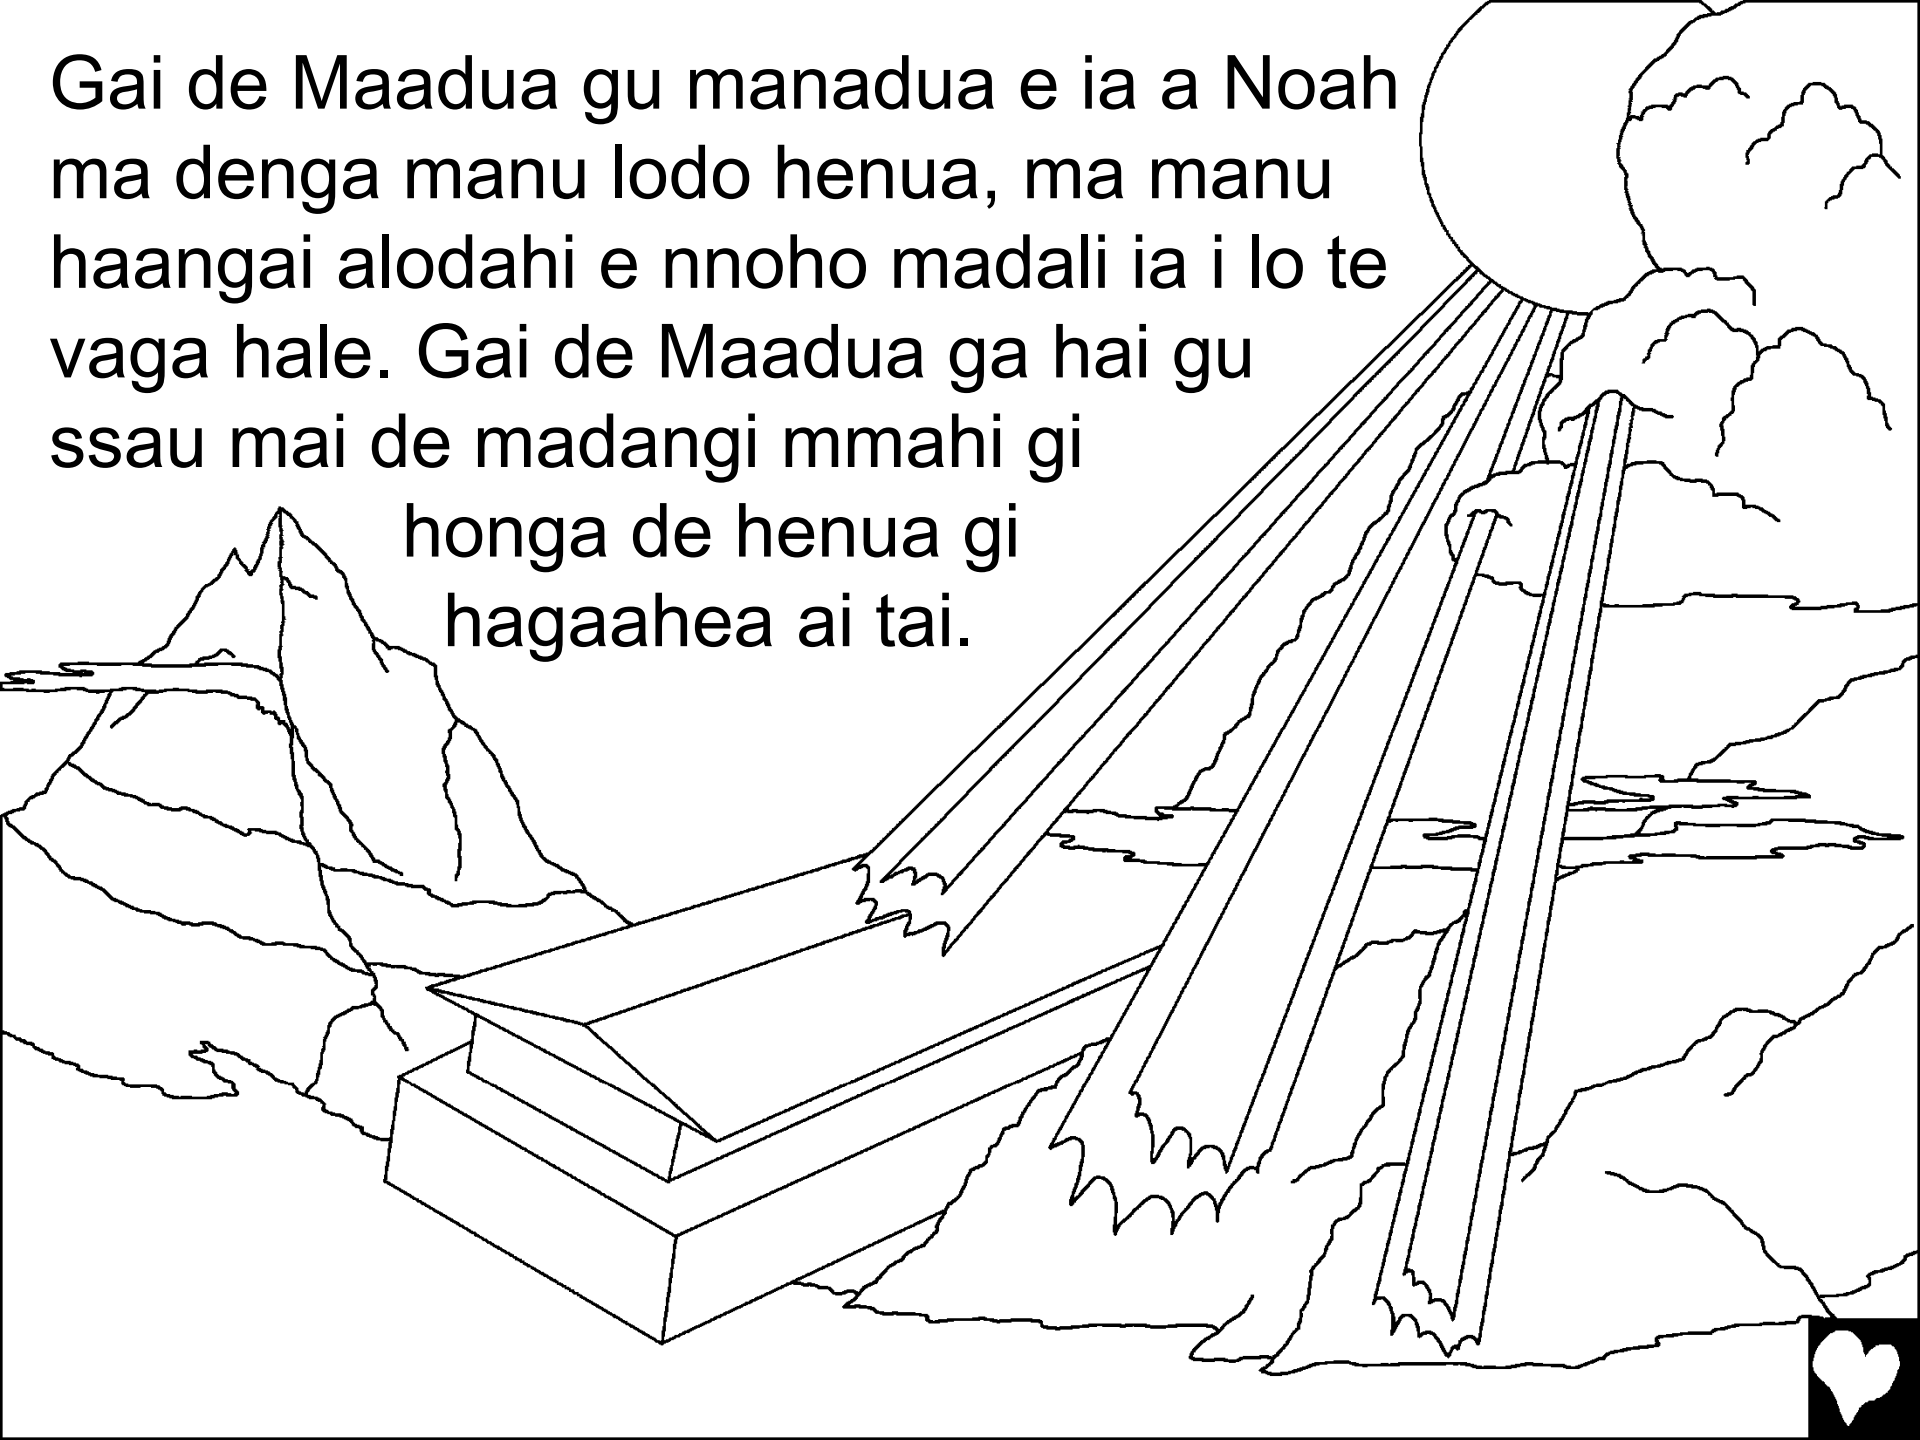 Gai de Maadua gu manadua e ia a Noah
ma denga manu lodo henua, ma manu
haangai alodahi e nnoho madali ia i lo te
vaga hale. Gai de Maadua ga hai gu
ssau mai de madangi mmahi gi
honga de henua gi
hagaahea ai tai.